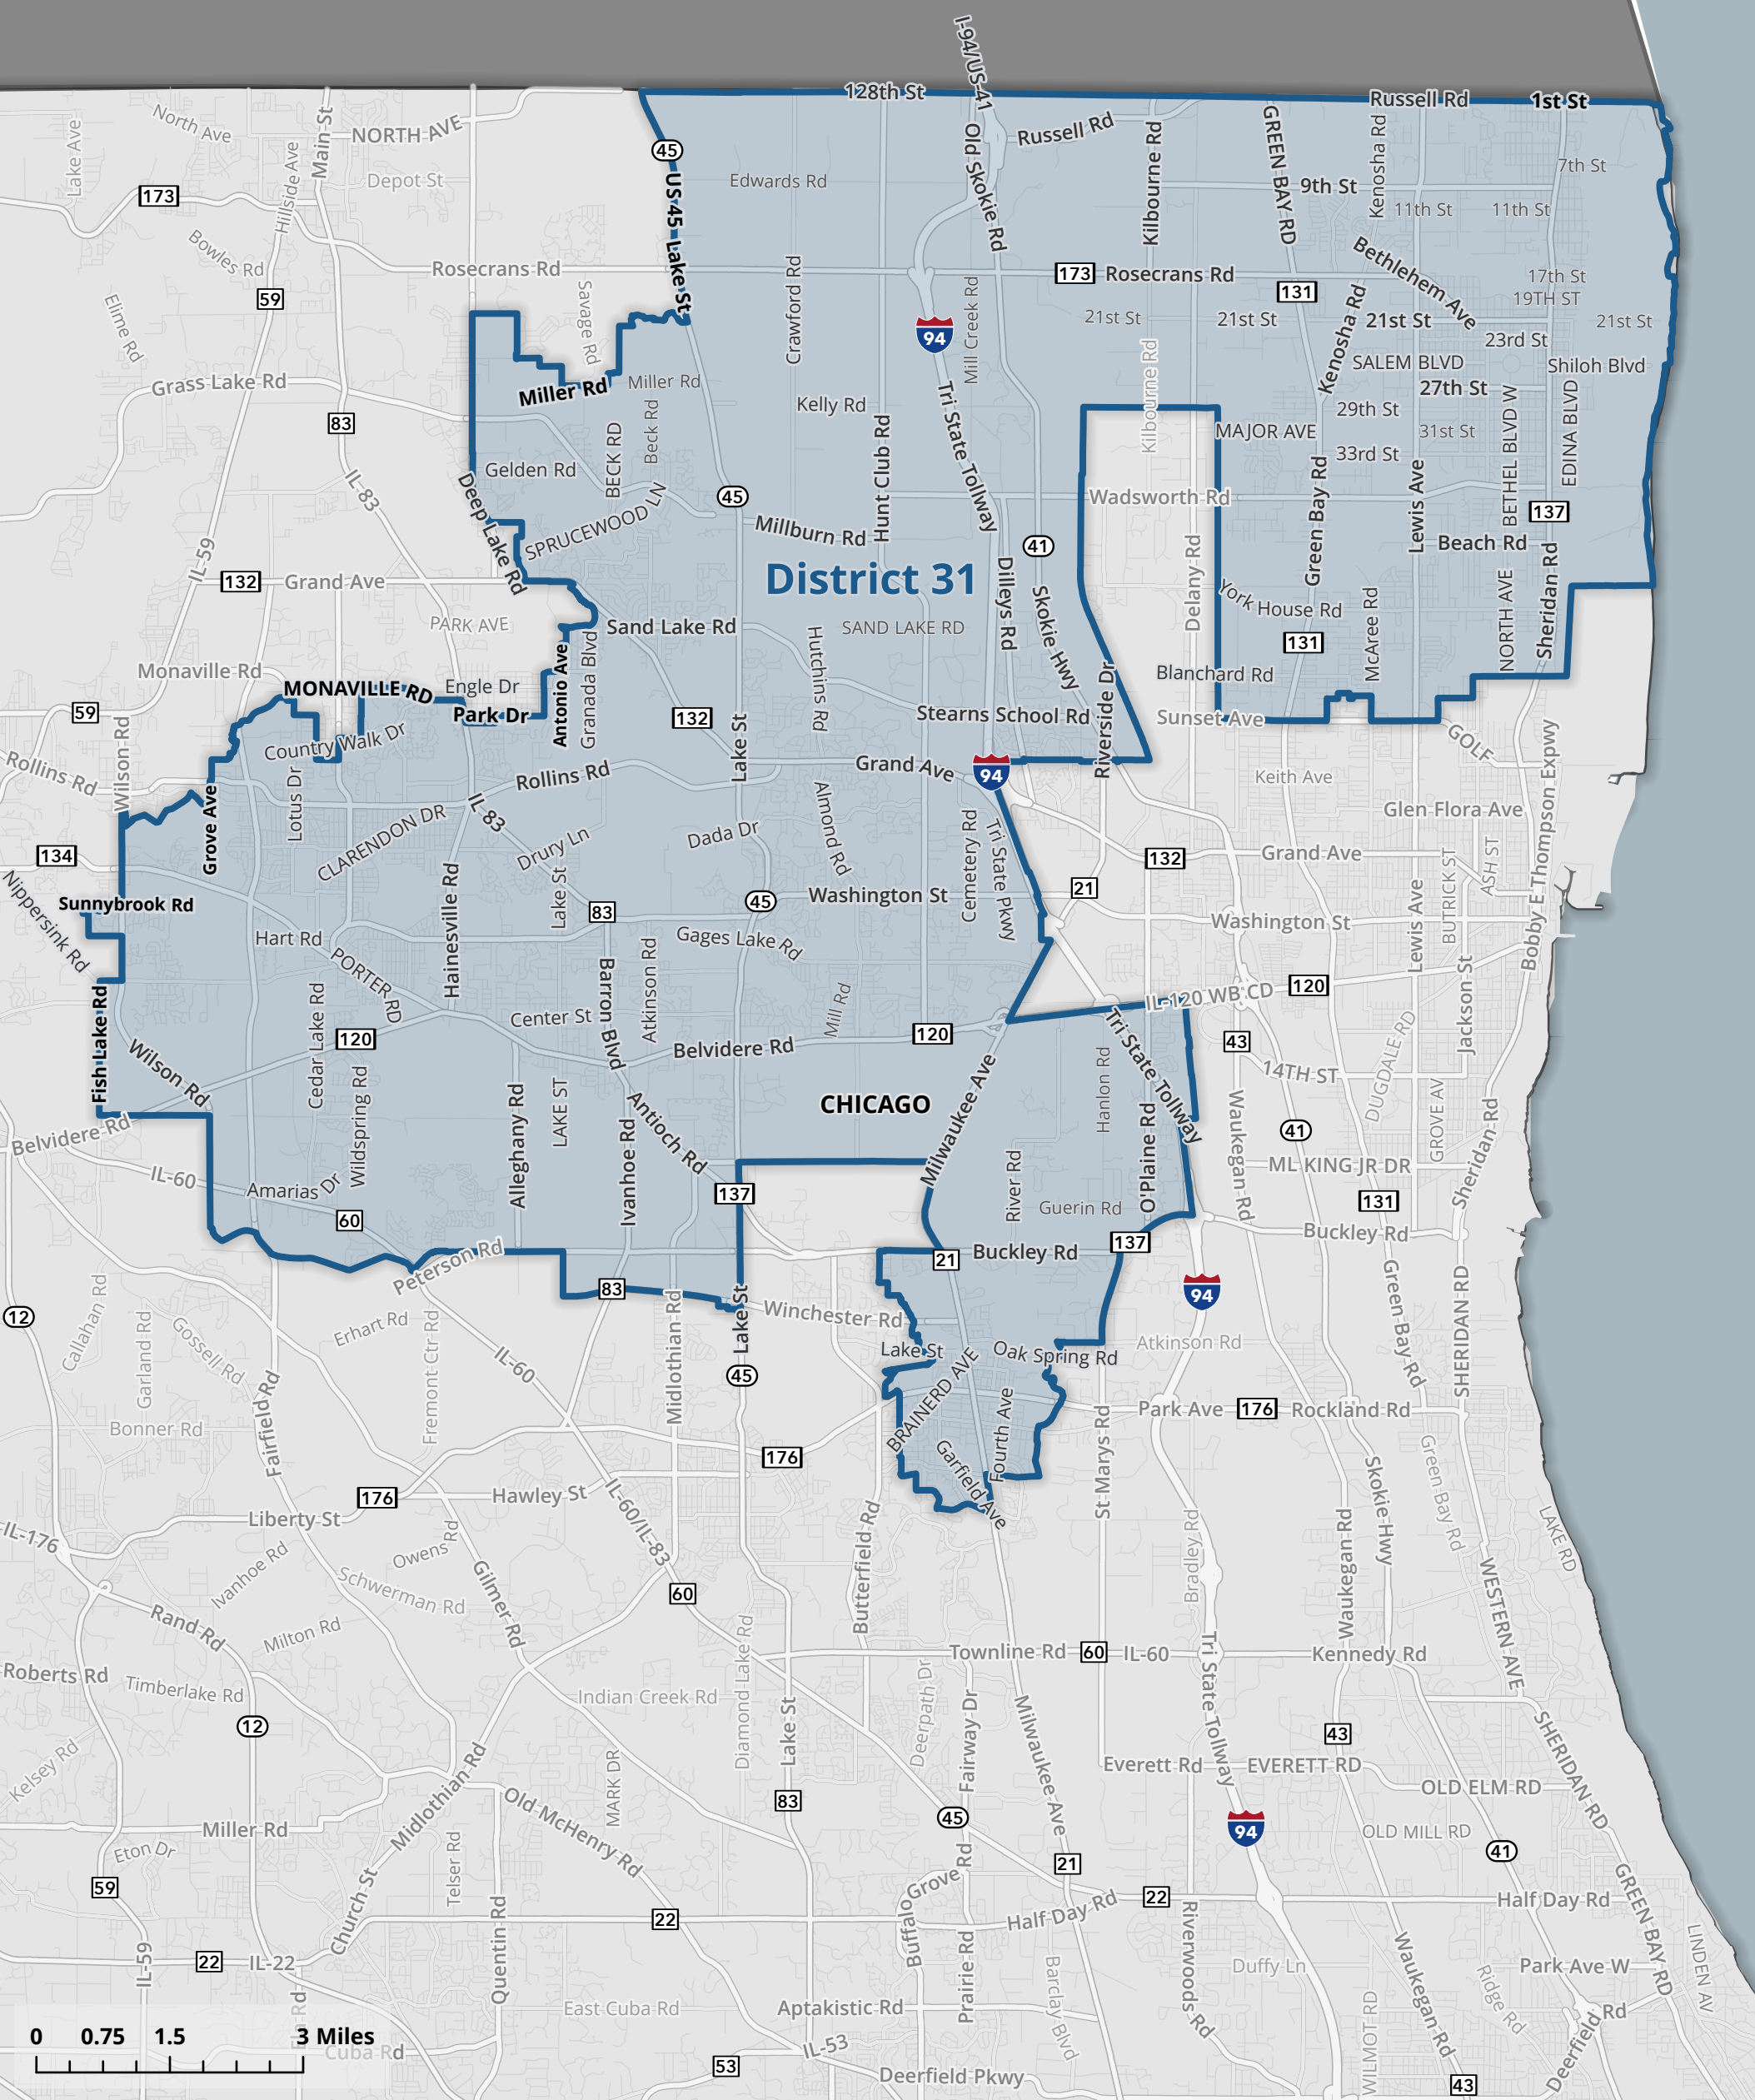 I-94/US-41
128th St
Russell Rd
1st St
North Ave
NORTH AVE
Main St
Lake Ave
Hillside Ave
45
US-45
Lake St
Old Skokie Rd
Russell Rd
Kilbourne Rd
GREEN BAY RD
Kenosha Rd
7th St
Edwards Rd
Depot St
173
9th St
11th St
11th St
Bowles Rd
Rosecrans Rd
173
Rosecrans Rd
Bethlehem Ave
17th St
19TH ST
59
Elime Rd
Savage Rd
Crawford Rd
Mill Creek Rd
131
21st St
21st St
21st St
21st St
94
Kenosha Rd
23rd St
SALEM BLVD
Shiloh Blvd
Kilbourne Rd
Grass Lake Rd
Miller Rd
Miller Rd
27th St
83
Beck Rd
BECK RD
Kelly Rd
Hunt Club Rd
Tri State Tollway
29th St
MAJOR AVE
31st St
33rd St
BETHEL BLVD W
EDINA BLVD
IL-83
Gelden Rd
45
Wadsworth Rd
Green Bay Rd
Lewis Ave
137
Deep Lake Rd
SPRUCEWOOD LN
Millburn Rd
41
Beach Rd
IL-59
132
Grand Ave
District 31
Dilleys Rd
Skokie Hwy
Delany Rd
York House Rd
McAree Rd
NORTH AVE
Sheridan Rd
PARK AVE
Sand Lake Rd
SAND LAKE RD
131
Monaville Rd
Antonio Ave
Granada Blvd
Hutchins Rd
Blanchard Rd
MONAVILLE RD
Engle Dr
Park Dr
59
132
Lake St
Stearns School Rd
Riverside Dr
Sunset Ave
GOLF
Wilson Rd
Country Walk Dr
Rollins Rd
Rollins Rd
Grand Ave
94
Keith Ave
Bobby E Thompson Expwy
Grove Ave
Lotus Dr
CLARENDON DR
IL-83
Drury Ln
Dada Dr
Almond Rd
Cemetery Rd
Tri State Pkwy
Glen-Flora Ave
134
132
Grand Ave
BUTRICK ST
ASH ST
Nippersink Rd
Sunnybrook Rd
Hainesville Rd
Lake St
83
45
Washington St
21
Washington St
Lewis Ave
Hart Rd
PORTER RD
Barron Blvd
Atkinson Rd
Gages Lake Rd
Mill Rd
IL-120 WB CD
120
Jackson St
Fish Lake Rd
Cedar Lake Rd
Center St
120
Wilson Rd
120
Belvidere Rd
Tri State Tollway
43
DUGDALE RD
Hanlon Rd
14TH ST
Wildspring Rd
Alleghany Rd
LAKE ST
Ivanhoe Rd
Antioch Rd
CHICAGO
Milwaukee Ave
O'Plaine Rd
Waukegan Rd
GROVE AV
Belvidere Rd
41
ML KING JR DR
Sheridan Rd
IL-60
Amarias Dr
137
River Rd
Guerin Rd
131
60
Peterson Rd
21
Buckley Rd
137
Buckley Rd
Callahan Rd
12
Garland Rd
Gossell Rd
Erhart Rd
Fremont Ctr Rd
83
Midlothian Rd
Lake St
Winchester Rd
94
Green Bay Rd
SHERIDAN RD
Lake St
Oak Spring Rd
Atkinson Rd
IL-60
45
BRAINERD AVE
Fairfield Rd
Bonner Rd
Fourth Ave
St Marys Rd
Park Ave
176
Rockland Rd
176
Garfield Ave
Green Bay Rd
Skokie Hwy
176
Hawley St
Liberty St
IL-60/IL-83
Butterfield Rd
Bradley Rd
Waukegan Rd
LAKE RD
IL-176
Ivanhoe Rd
Owens Rd
Schwerman Rd
Gilmer Rd
WESTERN AVE
Rand Rd
Milton Rd
60
Diamond Lake Rd
Townline Rd
60
IL-60
Kennedy Rd
Roberts Rd
Timberlake Rd
Indian Creek Rd
Deerpath Dr
Fairway Dr
Milwaukee Ave
Tri State Tollway
12
Lake St
43
SHERIDAN RD
Kelsey Rd
Midlothian Rd
MARK DR
Everett Rd
EVERETT RD
OLD ELM RD
Old McHenry Rd
83
45
94
Miller Rd
OLD MILL RD
Eton Dr
Telser Rd
41
59
Church St
Quentin Rd
Buffalo Grove Rd
21
22
Half Day Rd
Half Day Rd
GREEN BAY RD
22
Prairie Rd
Riverwoods Rd
Waukegan Rd
LINDEN AV
IL-59
22
IL-22
Barclay Blvd
Duffy Ln
Ridge Rd
Park Ave W
East Cuba Rd
Aptakistic Rd
WILMOT RD
Deerfield Rd
0 0.75 1.5 3 Miles
Cuba Rd
53
IL-53
Deerfield Pkwy
43